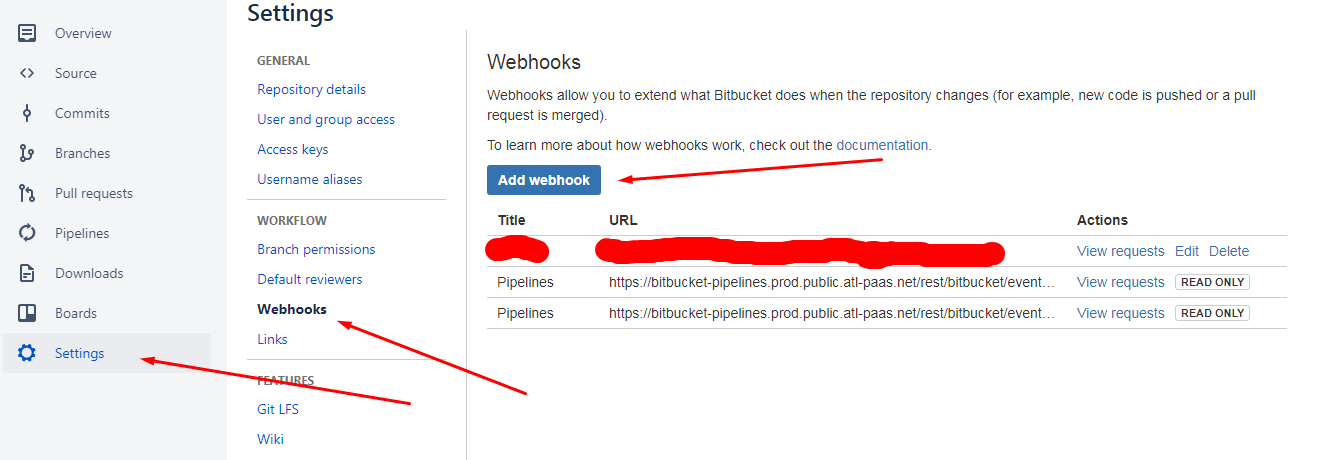 Overview
Source
Commits
Branches
Pull requests
Pipelines
Downloads
Boards
Settings
Settings
GENERAL
Repository details
User and group access
Access keys
Username aliases
WORKFLOW
Branch permissions
Default reviewers
Webhooks
Links
FEATURES
Git LFS
Wiki
Webhooks
Webhooks allow you to extend what Bitbucket does when the repository changes (for example, new code is pushed or a pull
request is merged).
To learn more about how webhooks work, check out the documentation.
Add webhook
Title URL Actions
View requests Edit Delete
Pipelines https://bitbucket-pipelines.prod.public.atl-paas.net/rest/bitbucket/event... View requests READ ONLY
Pipelines https://bitbucket-pipelines.prod.public.atl-paas.net/rest/bitbucket/event... View requests READ ONLY